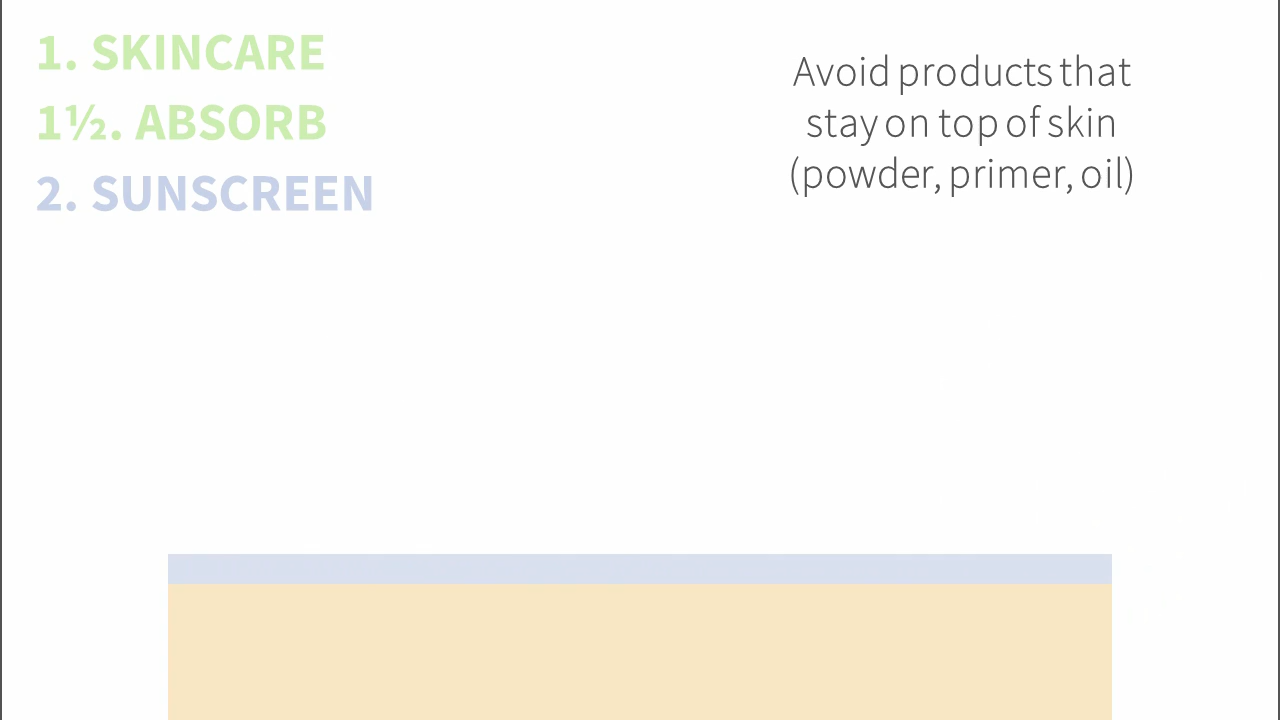 1. SKINCARE
1½. ABSORB
2. SUNSCREEN
Avoid products that
stay on top of skin
(powder, primer, oil)